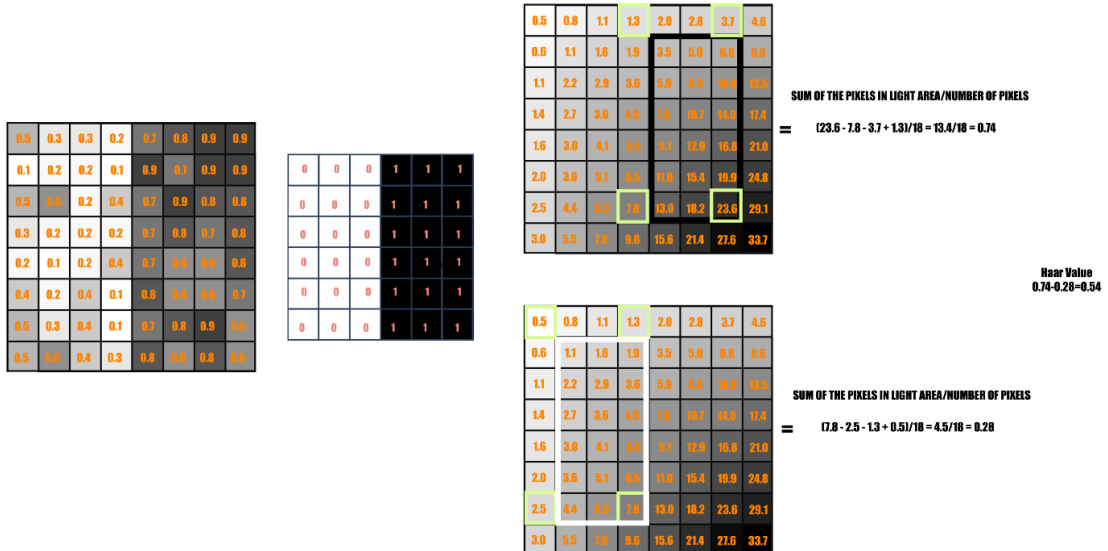 0.5 0.8 1.1 1.3 2.0 2.8 3.7 4.6
0.6 1.1 1.6 1.9 3.5 5.0 8.6
1.1 2.2 2.9 3.6 5.9 13.5
1.4 2.7 3.6 4.5 10.7 14.0 17.4
1.6 3.0 4.1 9.1 12.9 16.8 21.0
2.0 3.6 5.1 6.5 11.0 15.4 19.9 24.8
2.5 4.4 7.8 13.0 18.2 23.6 29.1
3.0 5.5 9.6 15.6 21.4 27.6 33.7
SUM OF THE PIXELS IN LIGHT AREA/NUMBER OF PIXELS
= (23.6 - 7.8 - 3.7 + 1.3)/18 = 13.4/18 = 0.74
0.5 0.3 0.3 0.2 0.7 0.8 0.9 0.9
0.1 0.2 0.2 0.1 0.9 0.7 0.9 0.9
0.5 0.2 0.4 0.7 0.9 0.8 0.8
0.3 0.2 0.2 0.2 0.7 0.8 0.7 0.8
0.2 0.1 0.2 0.4 0.7 0.8
0.4 0.2 0.4 0.1 0.8 0.7
0.5 0.3 0.4 0.1 0.7 0.8 0.9
0.5 0.4 0.3 0.8 0.8
0 0 0 1 1 1
0 0 0 1 1 1
0 0 0 1 1 1
0 0 0 1 1 1
0 0 0 1 1 1
0 0 0 1 1 1
Haar Value
0.74-0.28=0.54
0.5 0.8 1.1 1.3 2.0 2.8 3.7 4.6
0.6 1.1 1.6 1.9 3.5 5.0 8.6
1.1 2.2 2.9 3.6 5.9 13.5
1.4 2.7 3.6 4.5 10.7 14.0 17.4
1.6 3.0 4.1 9.1 12.9 16.8 21.0
2.0 3.6 5.1 6.5 11.0 15.4 19.9 24.8
2.5 4.4 7.8 13.0 18.2 23.6 29.1
3.0 5.5 9.6 15.6 21.4 27.6 33.7
SUM OF THE PIXELS IN LIGHT AREA/NUMBER OF PIXELS
= (7.8 - 2.5 - 1.3 + 0.5)/18 = 4.5/18 = 0.28